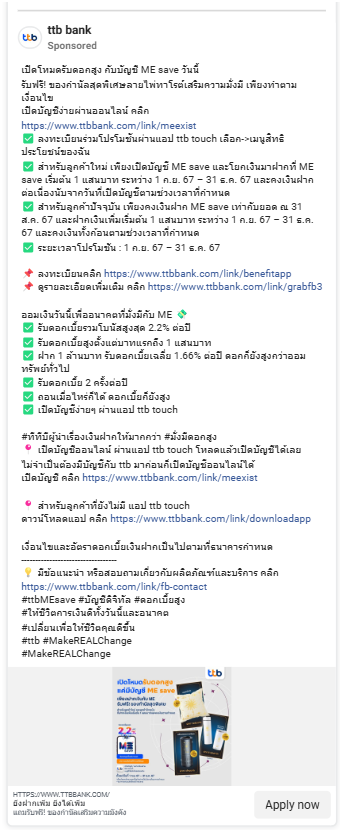 ttb bank
Sponsored
เปิดโหมดรับดอกสูง กับบัญชี ME save วันนี้
รับฟรี! ของกำนัลสุดพิเศษลายไพ่ทาโรต์เสริมความมั่งมี เพียงทำตาม
เงื่อนไข
เปิดบัญชีง่ายผ่านออนไลน์ คลิก
https://www.ttbbank.com/link/meexist
✅ ลงทะเบียนร่วมโปรโมชันผ่านแอป ttb touch เลือก->เมนูสิทธิ
ประโยชน์ของฉัน
✅ สำหรับลูกค้าใหม่ เพียงเปิดบัญชี ME save และโยกเงินมาฝากที่ ME
save เริ่มต้น 1 แสนบาท ระหว่าง 1 ก.ย. 67 – 31 ธ.ค. 67 และคงเงินฝาก
ต่อเนื่องนับจากวันที่เปิดบัญชีตามช่วงเวลาที่กำหนด
✅ สำหรับลูกค้าปัจจุบัน เพียงคงเงินฝาก ME save เท่ากับยอด ณ 31
ส.ค. 67 และฝากเงินเพิ่มเริ่มต้น 1 แสนบาท ระหว่าง 1 ก.ย. 67 – 31 ธ.ค.
67 และคงเงินทั้งก้อนตามช่วงเวลาที่กำหนด
✅ ระยะเวลาโปรโมชัน : 1 ก.ย. 67 – 31 ธ.ค. 67
📌 ลงทะเบียนคลิก https://www.ttbbank.com/link/benefitapp
📌 ดูรายละเอียดเพิ่มเติม คลิก https://www.ttbbank.com/link/grabfb3
ออมเงินวันนี้เพื่ออนาคตที่มั่งมีกับ ME 💸
✅ รับดอกเบี้ยรวมโบนัสสูงสุด 2.2% ต่อปี
✅ รับดอกเบี้ยสูงตั้งแต่บาทแรกถึง 1 แสนบาท
✅ ฝาก 1 ล้านบาท รับดอกเบี้ยเฉลี่ย 1.66% ต่อปี ดอกก็ยังสูงกว่าออม
ทรัพย์ทั่วไป
✅ รับดอกเบี้ย 2 ครั้งต่อปี
✅ ถอนเมื่อไหร่ก็ได้ ดอกเบี้ยก็ยังสูง
✅ เปิดบัญชีง่ายๆ ผ่านแอป ttb touch
#ทีทีบีผู้นำเรื่องเงินฝากให้มากกว่า #มั่งมีดอกสูง
📍 เปิดบัญชีออนไลน์ ผ่านแอป ttb touch โหลดแล้วเปิดบัญชีได้เลย
ไม่จำเป็นต้องมีบัญชีกับ ttb มาก่อนก็เปิดบัญชีออนไลน์ได้
เปิดบัญชี คลิก https://www.ttbbank.com/link/meexist
📍 สำหรับลูกค้าที่ยังไม่มี แอป ttb touch
ดาวน์โหลดแอป คลิก https://www.ttbbank.com/link/downloadapp
เงื่อนไขและอัตราดอกเบี้ยเงินฝากเป็นไปตามที่ธนาคารกำหนด
--------------------------------
💡 มีข้อแนะนำ หรือสอบถามเกี่ยวกับผลิตภัณฑ์และบริการ คลิก
https://www.ttbbank.com/link/fb-contact
#ttbMEsave #บัญชีดิจิทัล #ดอกเบี้ยสูง
#ให้ชีวิตการเงินดีทั้งวันนี้และอนาคต
#เปลี่ยนเพื่อให้ชีวิตคุณดีขึ้น
#ttb #MakeREALChange
#MakeREALChange
ttb
เปิดโหมดรับดอกสูง
แค่มีบัญชี ME save
2.2%
ME
HTTPS://WWW.TTBBANK.COM/
ยิ่งฝากเพิ่ม ยิ่งได้เพิ่ม
แถมรับฟรี! ของกำนัลเสริมความมั่งคั่ง
Apply now